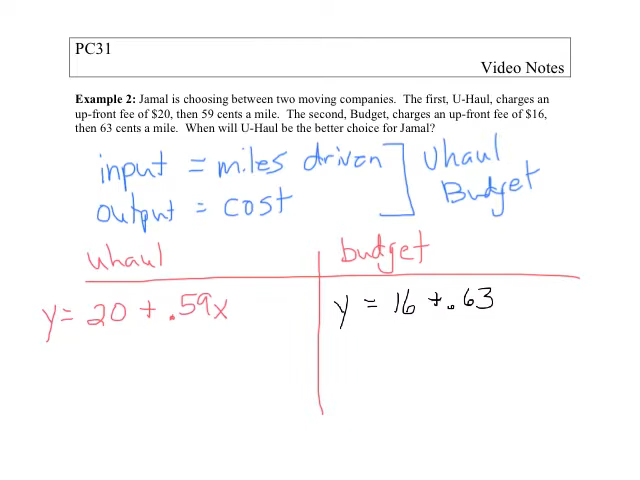 PC31
Video Notes
Example 2: Jamal is choosing between two moving companies. The first, U-Haul, charges an
up-front fee of $20, then 59 cents a mile. The second, Budget, charges an up-front fee of $16,
then 63 cents a mile. When will U-Haul be the better choice for Jamal?
input = miles driven ] Uhaul
output = cost Budget
uhaul budget
y = 20 + .59x y = 16 + .63